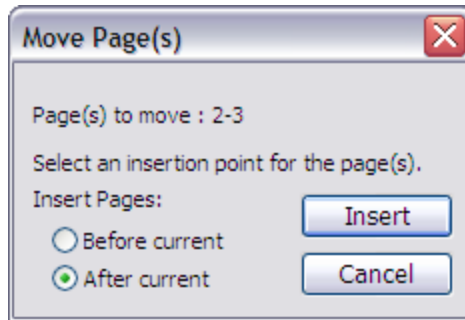 Move Page(s)
Page(s) to move : 2-3
Select an insertion point for the page(s).
Insert Pages:
Before current
After current
Insert
Cancel